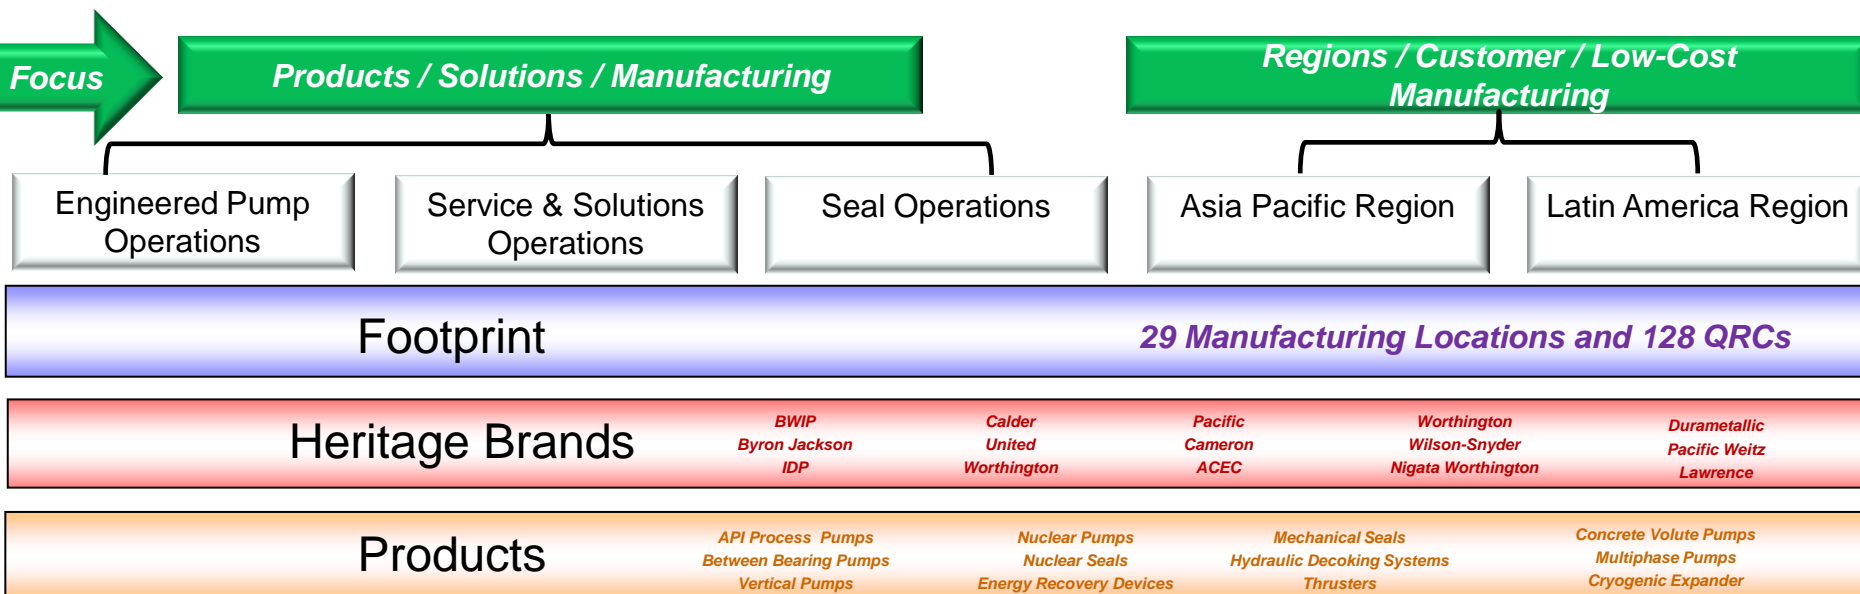 Focus
Products / Solutions / Manufacturing
Regions / Customer / Low-Cost
Manufacturing
Engineered Pump
Operations
Service & Solutions
Operations
Seal Operations
Asia Pacific Region
Latin America Region
Footprint
29 Manufacturing Locations and 128 QRCs
Heritage Brands
BWIP
Byron Jackson
IDP
Calder
United
Worthington
Pacific
Cameron
ACEC
Worthington
Wilson-Snyder
Nigata Worthington
Durametallic
Pacific Weitz
Lawrence
Products
API Process Pumps
Between Bearing Pumps
Vertical Pumps
Nuclear Pumps
Nuclear Seals
Energy Recovery Devices
Mechanical Seals
Hydraulic Decoking Systems
Thrusters
Concrete Volute Pumps
Multiphase Pumps
Cryogenic Expander